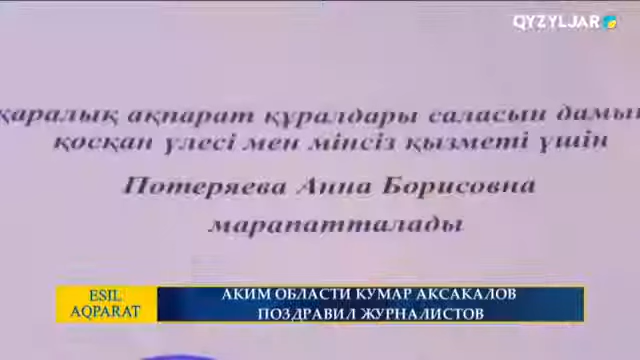 QYZYLJAR
қаралық ақпарат құралдары саласын
қосқан үлесі мен мінсіз қызметі үшін
Потеряева Анна Борисовна
марапатталады
ESIL
AQPARAT
АКИМ ОБЛАСТИ КУМАР АКСАКАЛОВ
ПОЗДРАВИЛ ЖУРНАЛИСТОВ